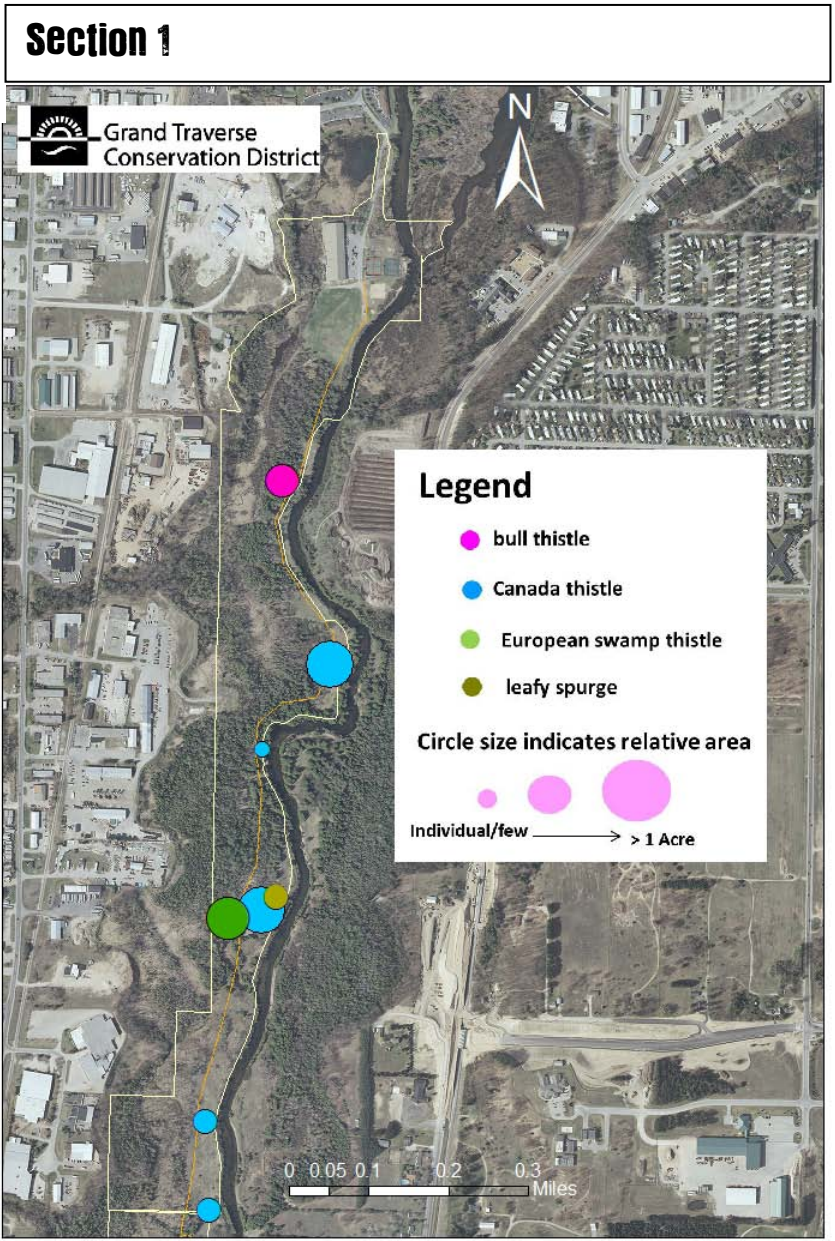 Section 1
Grand Traverse
Conservation District
N
Legend
bull thistle
Canada thistle
European swamp thistle
leafy spurge
Circle size indicates relative area
Individual/few
> 1 Acre
0 0.05 0.1 0.2 0.3
Miles